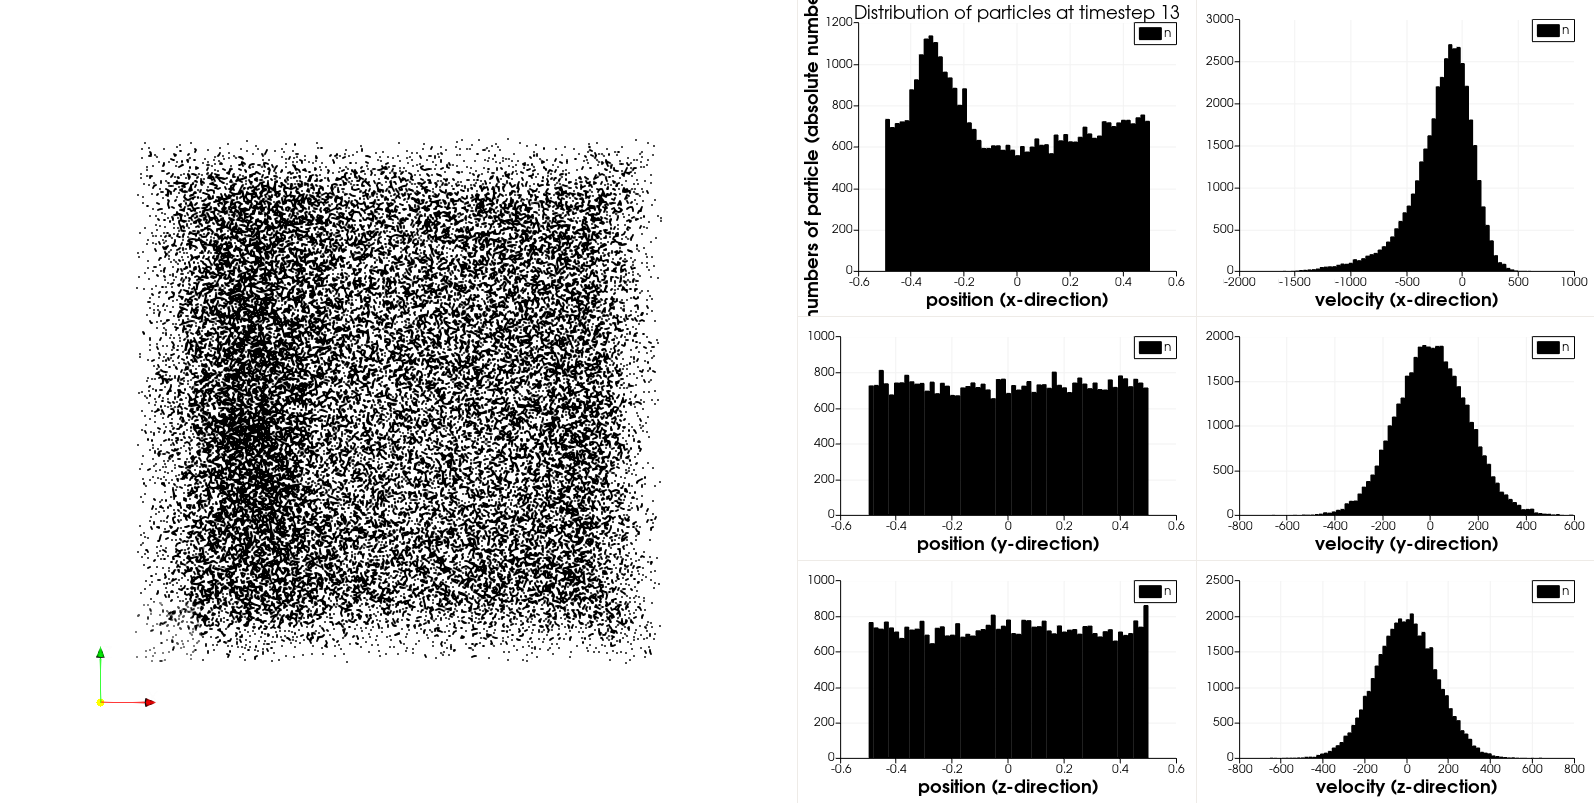 Distribution of particles at timestep 13
numbers of particle (absolute numbe
1200
1000
800
600
400
200
0
-0.6 -0.4 -0.2 0 0.2 0.4 0.6
position (x-direction)
n
3000
2500
2000
1500
1000
500
0
-2000 -1500 -1000 -500 0 500 1000
velocity (x-direction)
n
1000
800
600
400
200
0
-0.6 -0.4 -0.2 0 0.2 0.4 0.6
position (y-direction)
n
2000
1500
1000
500
0
-800 -600 -400 -200 0 200 400 600
velocity (y-direction)
n
1000
800
600
400
200
0
-0.6 -0.4 -0.2 0 0.2 0.4 0.6
position (z-direction)
n
2500
2000
1500
1000
500
0
-800 -600 -400 -200 0 200 400 600 800
velocity (z-direction)
n